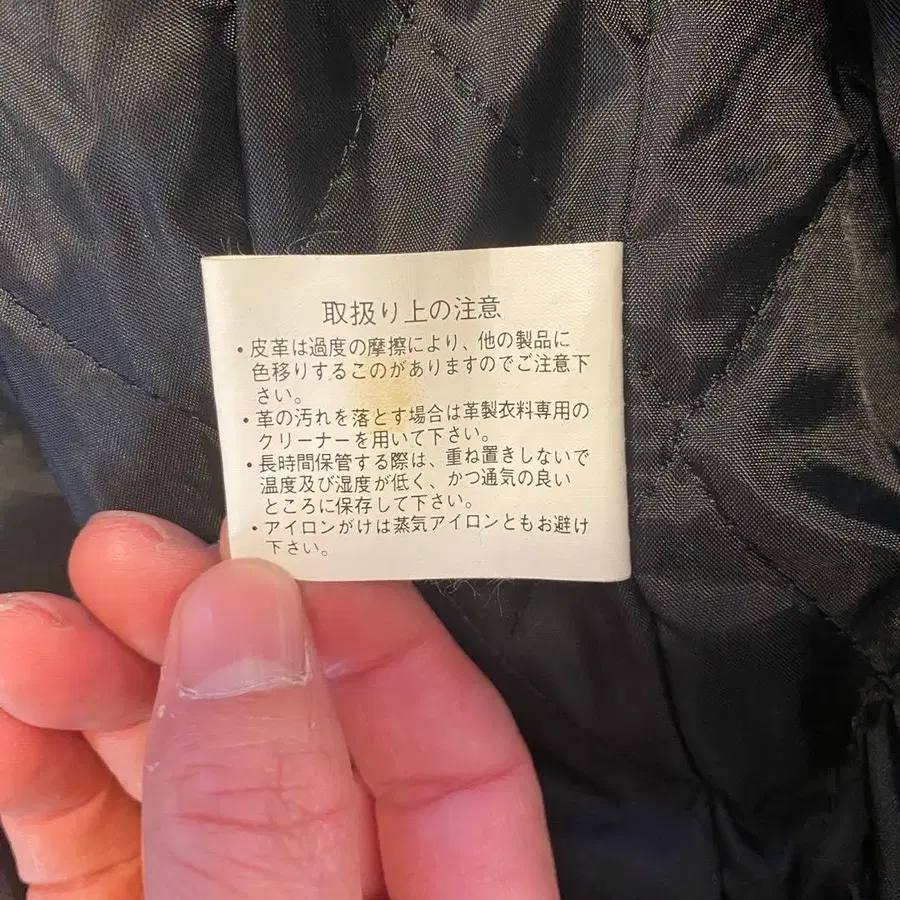 取扱り上の注意
・皮革は過度の摩擦により、他の製品に
色移りするこのがありますのでご注意下
さい。
・革の汚れを落とす場合は革製衣料専用の
クリーナーを用いて下さい。
・長時間保管する際は、重ね置きしないで
温度及び湿度が低く、かつ通気の良い
ところに保存して下さい。
・アイロンがけは蒸気アイロンともお避け
下さい。